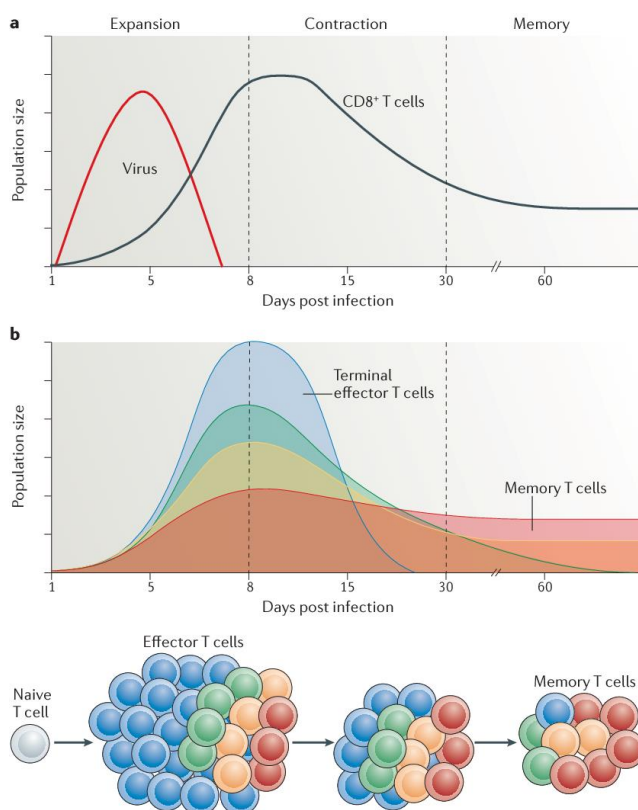 a
Expansion
Contraction
Memory
Population size
Virus
CD8⁺ T cells
1
5
8
15
30
60
Days post infection
b
Population size
Terminal
effector T cells
Memory T cells
1
5
8
15
30
60
Days post infection
Effector T cells
Naive
T cell
Memory T cells